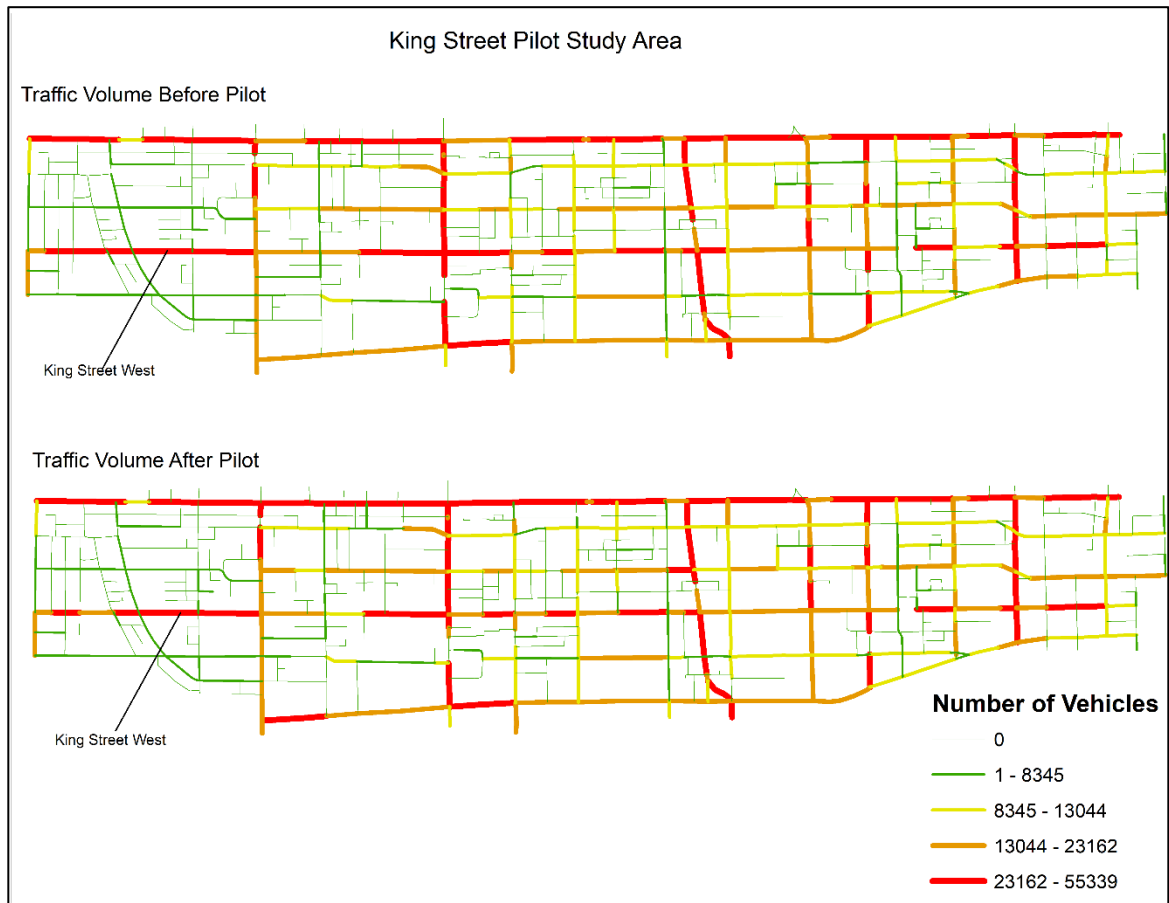 King Street Pilot Study Area
Traffic Volume Before Pilot
King Street West
Traffic Volume After Pilot
King Street West
Number of Vehicles
0
1 - 8345
8345 - 13044
13044 - 23162
23162 - 55339